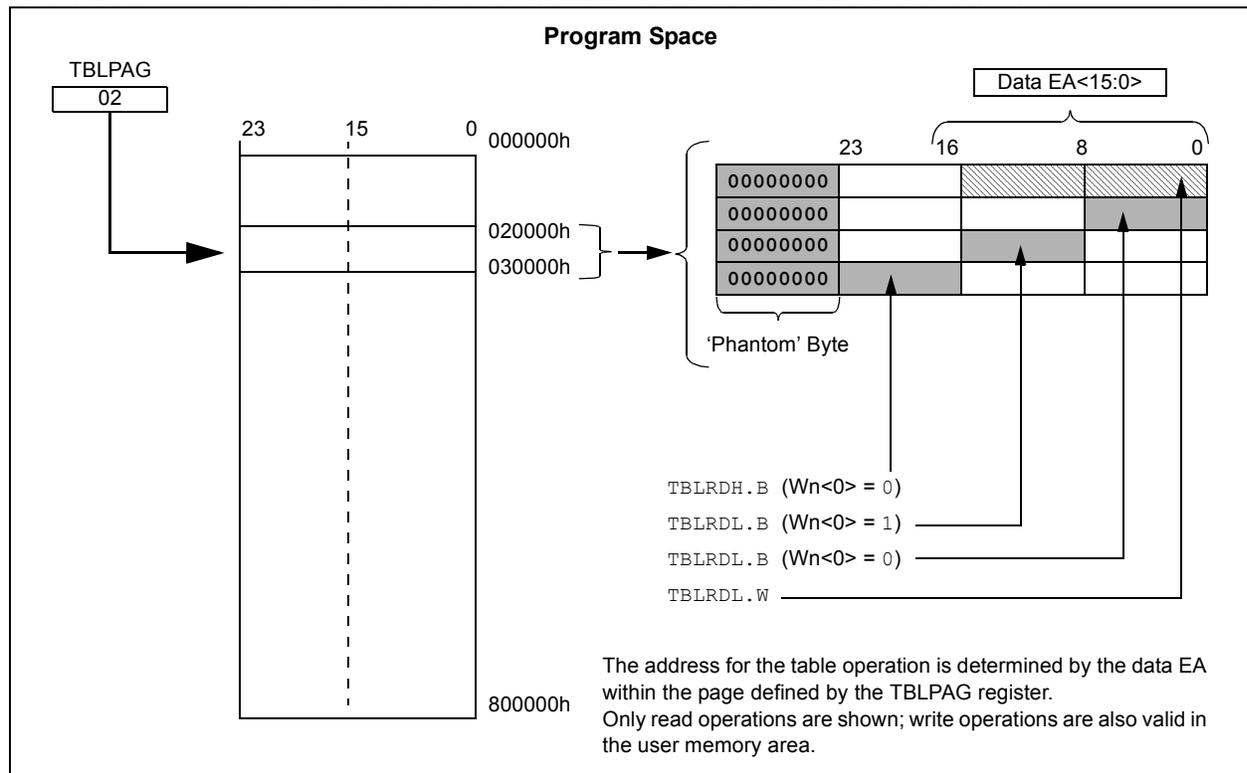 Program Space
TBLPAG
02
Data EA<15:0>
23 15 0
000000h
23 16 8 0
00000000
00000000
020000h
00000000
030000h
00000000
‘Phantom’ Byte
TBLRDH.B (Wn<0> = 0)
TBLRDL.B (Wn<0> = 1)
TBLRDL.B (Wn<0> = 0)
TBLRDL.W
The address for the table operation is determined by the data EA
within the page defined by the TBLPAG register.
800000h
Only read operations are shown; write operations are also valid in
the user memory area.